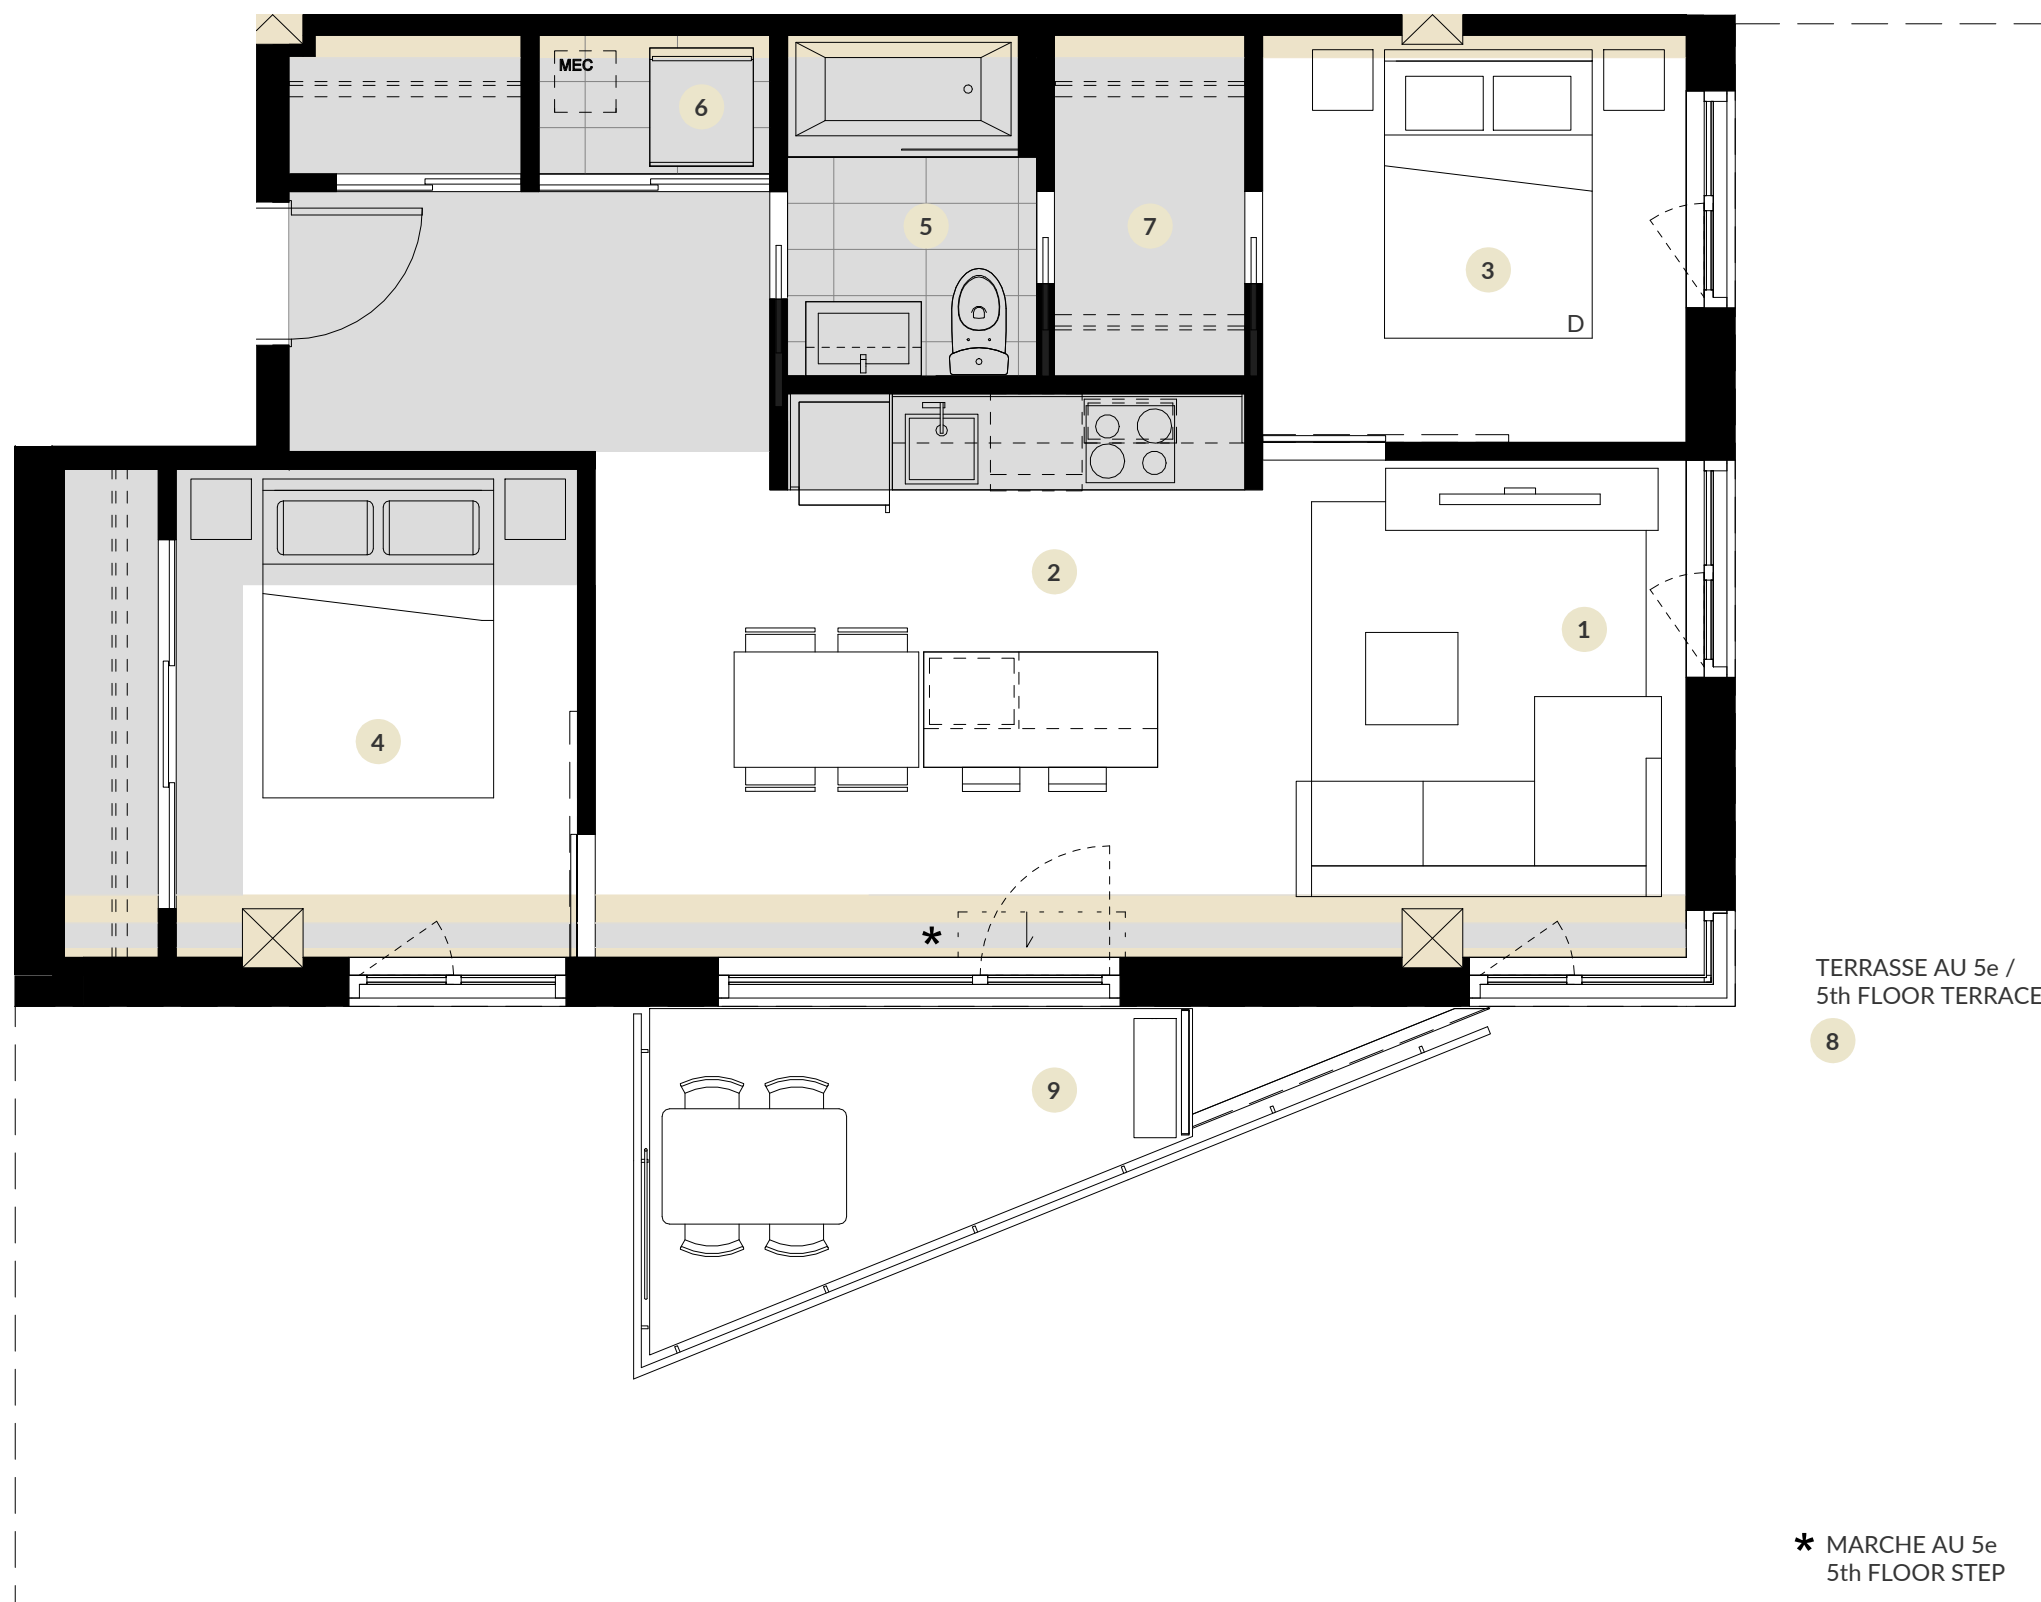 MEC
6
5
7
3
D
2
1
4
*
TERRASSE AU 5e /
5th FLOOR TERRACE
8
9
* MARCHE AU 5e
5th FLOOR STEP